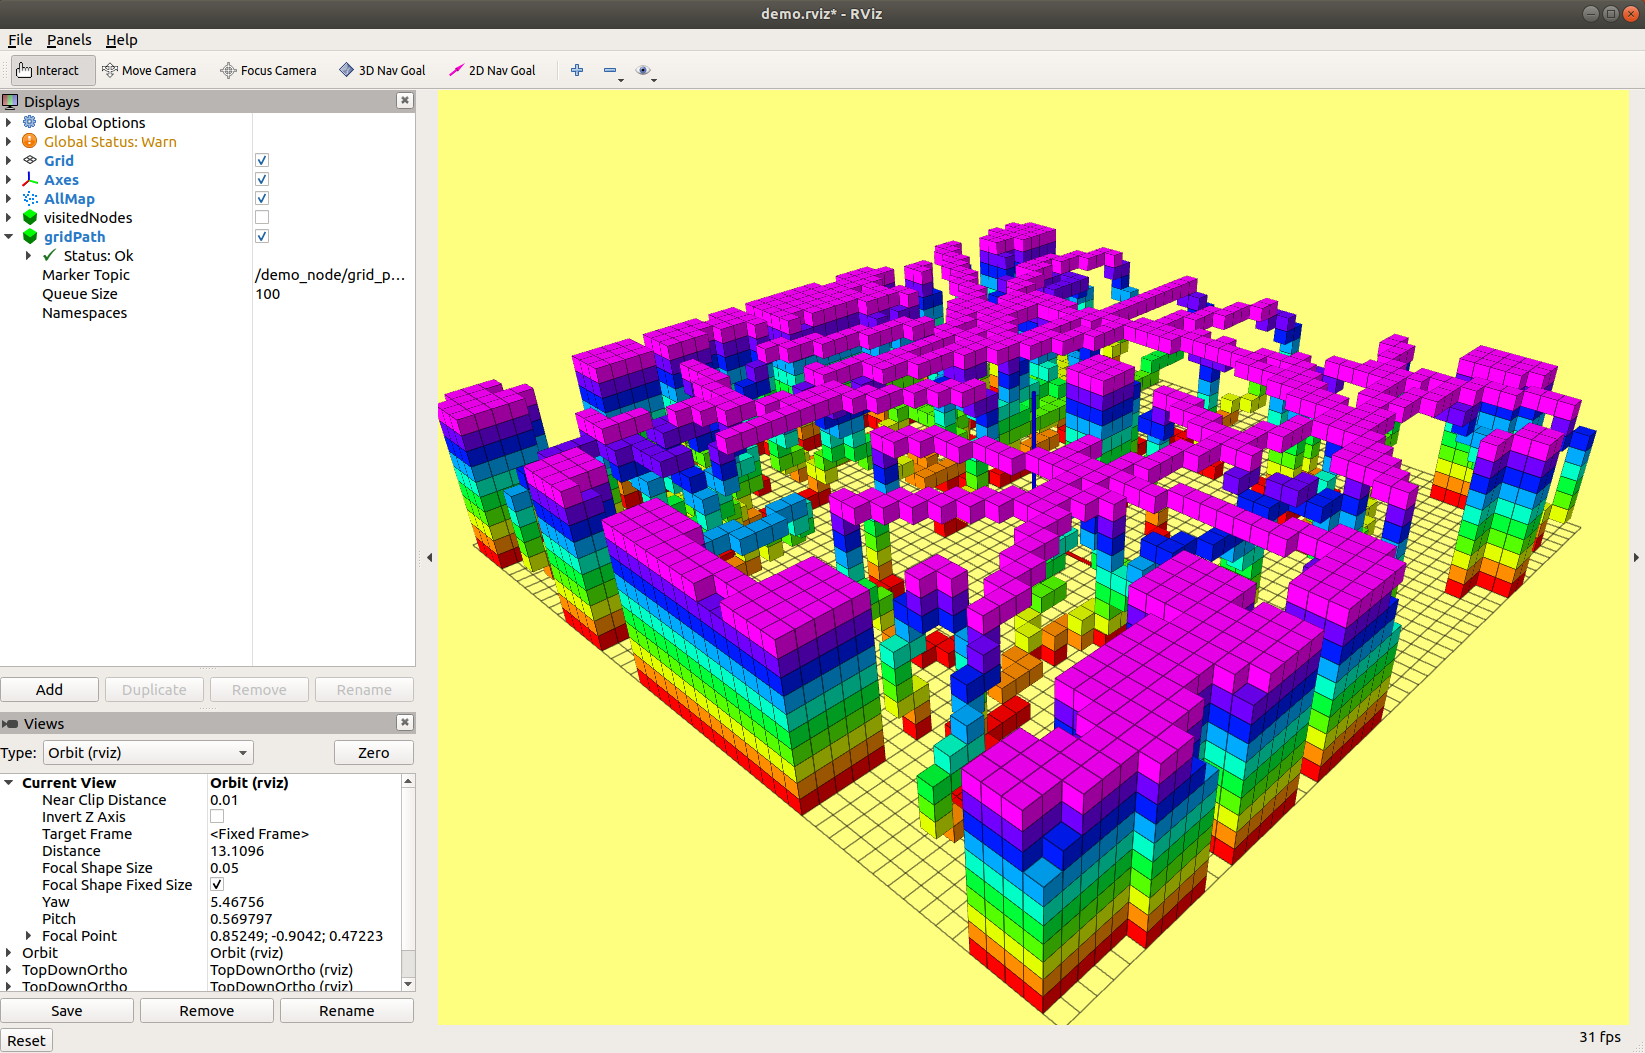 demo.rviz* - RViz
File Panels Help
Interact Move Camera Focus Camera 3D Nav Goal 2D Nav Goal
Displays
Global Options
Global Status: Warn
Grid
Axes
AllMap
visitedNodes
gridPath
Status: Ok
Marker Topic /demo_node/grid_p...
Queue Size 100
Namespaces
Add Duplicate Remove Rename
Views
Type: Orbit (rviz) Zero
Current View Orbit (rviz)
Near Clip Distance 0.01
Invert Z Axis
Target Frame <Fixed Frame>
Distance 13.1096
Focal Shape Size 0.05
Focal Shape Fixed Size
Yaw 5.46756
Pitch 0.569797
Focal Point 0.85249; -0.9042; 0.47223
Orbit Orbit (rviz)
TopDownOrtho TopDownOrtho (rviz)
TopDownOrtho TopDownOrtho (rviz)
Save Remove Rename
Reset
31 fps